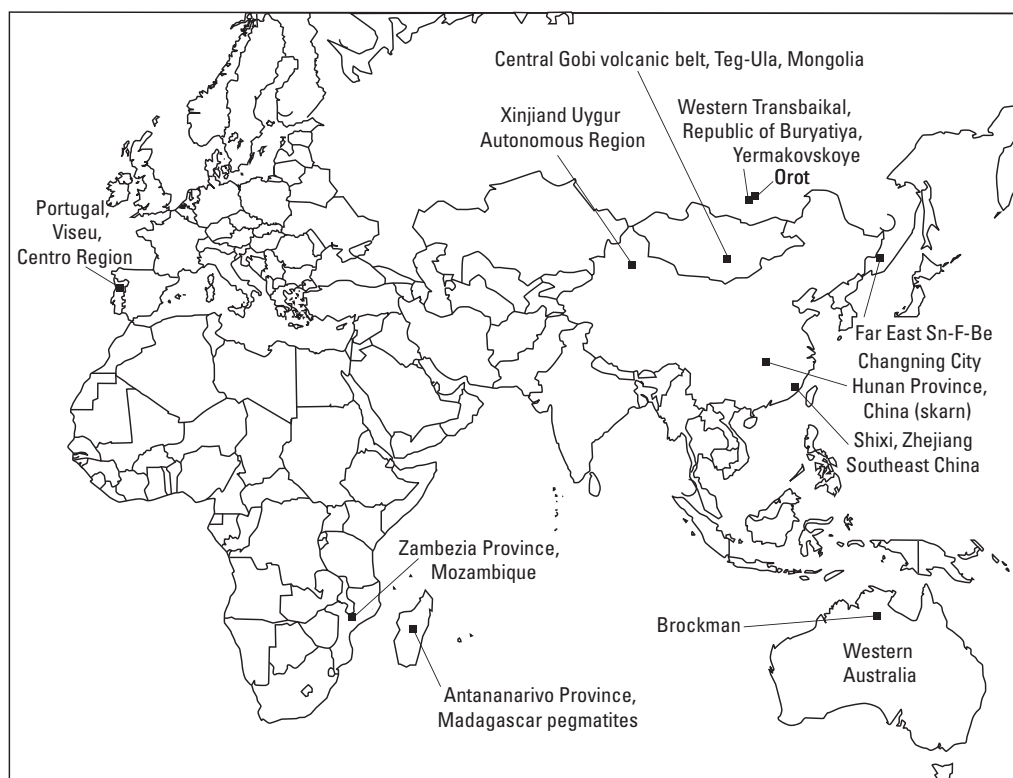 Central Gobi volcanic belt, Teg-Ula, Mongolia
Xinjiand Uygur
Autonomous Region
Western Transbaikal,
Republic of Buryatiya,
Yermakovskoye
Orot
Portugal,
Viseu,
Centro Region
Far East Sn-F-Be
Changning City
Hunan Province,
China (skarn)
Shixi, Zhejiang
Southeast China
Zambezia Province,
Mozambique
Brockman
Western
Australia
Antananarivo Province,
Madagascar pegmatites